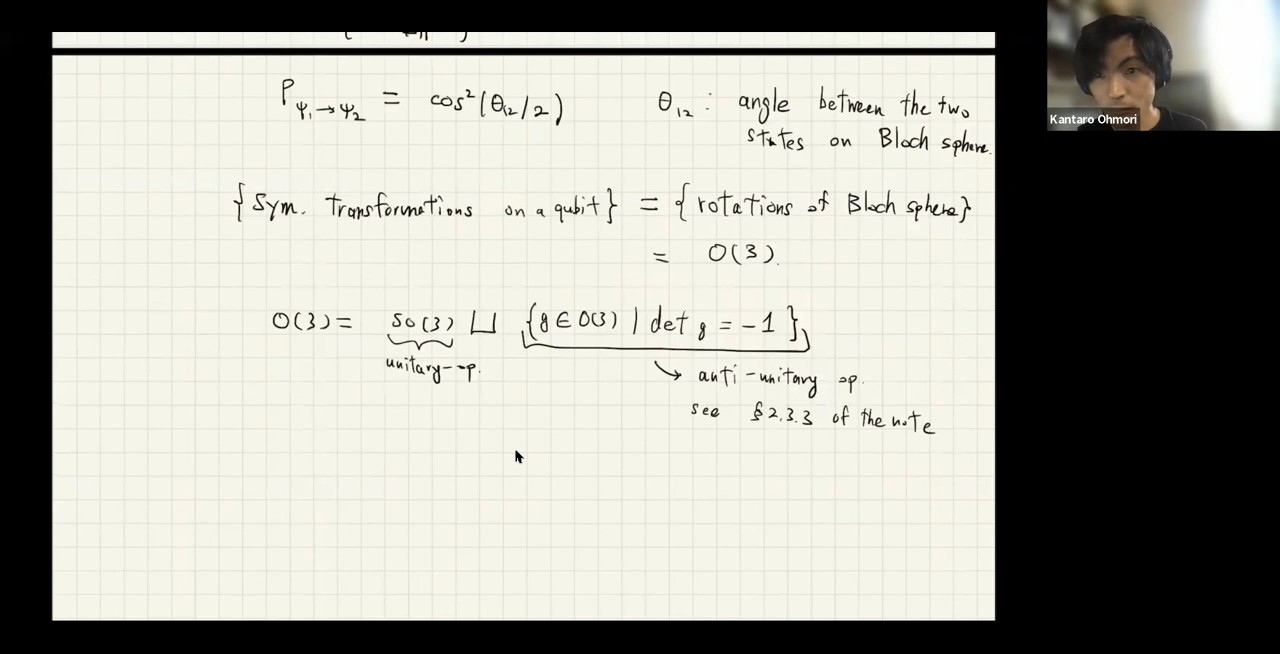 P_{ψ₁→ψ₂} = cos²(θ₁₂/2) θ₁₂ : angle between the two
states on Bloch sphere.
Kantaro Ohmori
{Sym. transformations on a qubit} = {rotations of Bloch sphere}
= O(3).
O(3) = SO(3) ⊔ {g ∈ O(3) | det g = -1}
unitary op.
→ anti-unitary op.
see §2.3.3 of the note